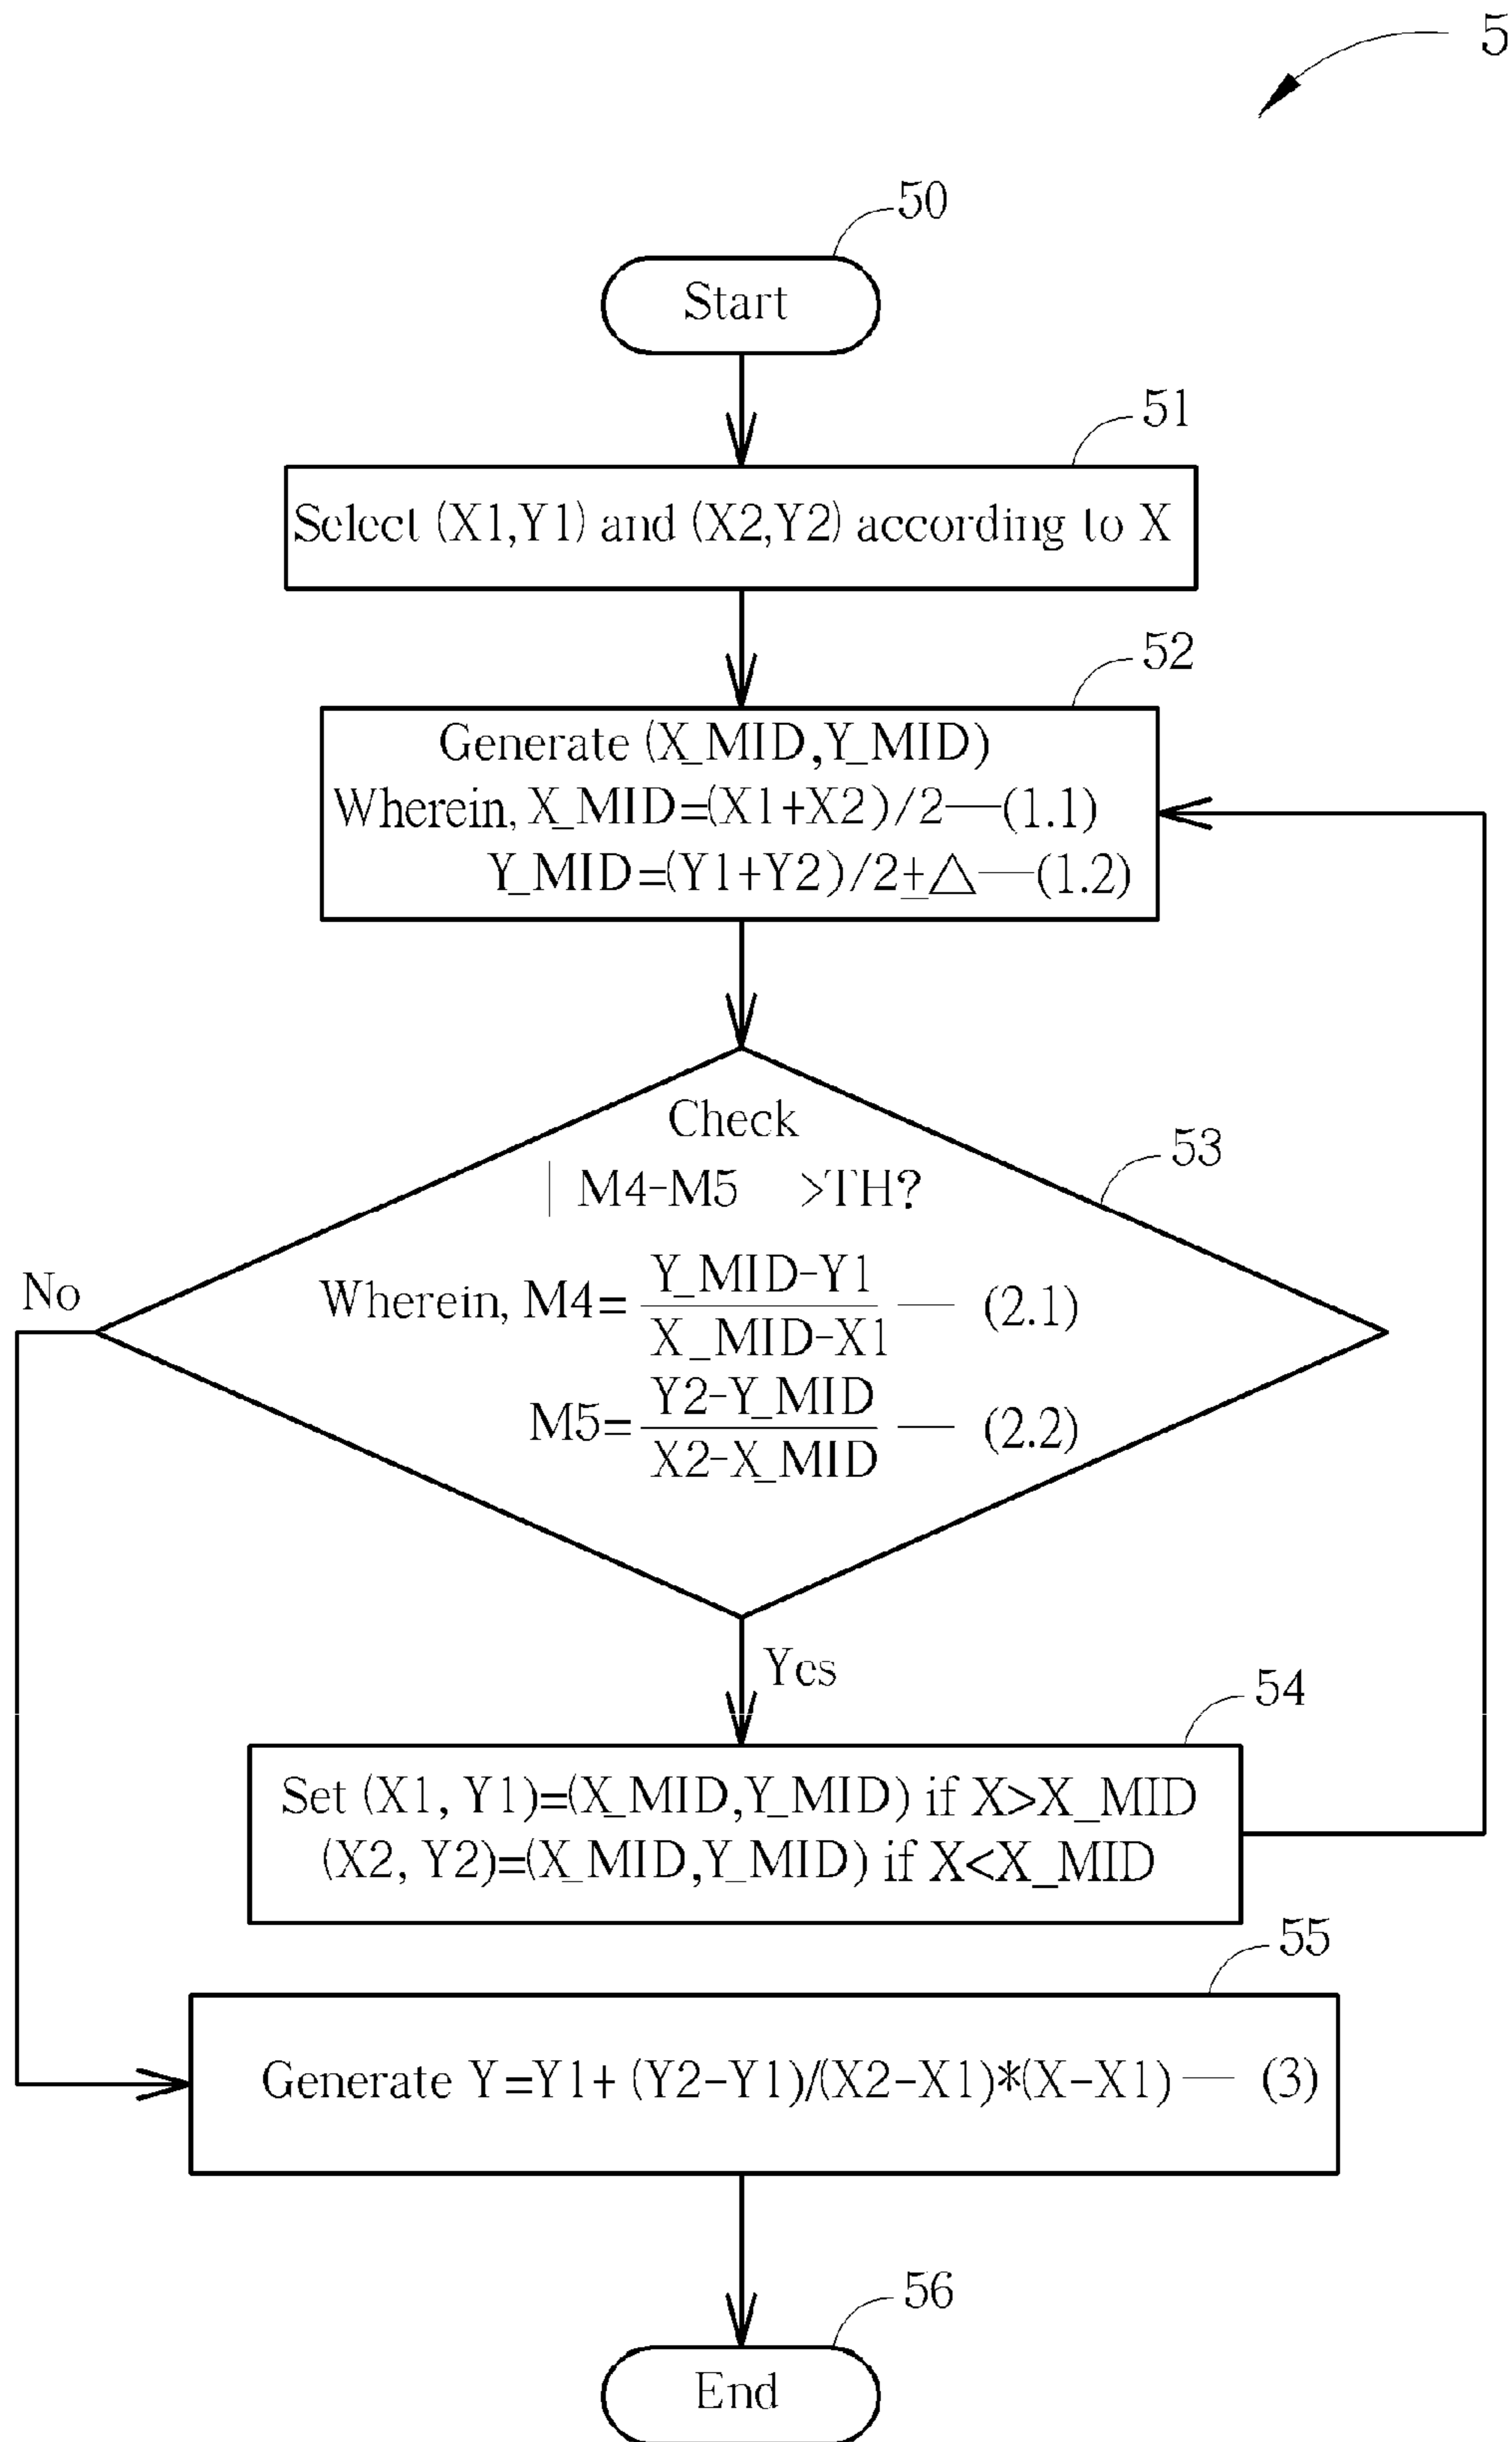 5
50
Start
51
Select (X1,Y1) and (X2,Y2) according to X
52
Generate (X_MID,Y_MID)
Wherein, X_MID=(X1+X2)/2—(1.1)
Y_MID=(Y1+Y2)/2±△—(1.2)
Check
53
| M4-M5 >TH?
No
Wherein, M4= Y_MID-Y1 / X_MID-X1 — (2.1)
M5= Y2-Y_MID / X2-X_MID — (2.2)
Yes
54
Set (X1, Y1)=(X_MID,Y_MID) if X>X_MID
(X2, Y2)=(X_MID,Y_MID) if X<X_MID
55
Generate Y=Y1+ (Y2-Y1)/(X2-X1)*(X-X1) — (3)
56
End